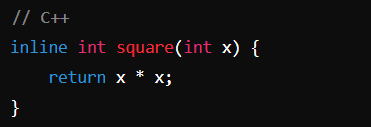 // C++
inline int square(int x) {
    return x * x;
}